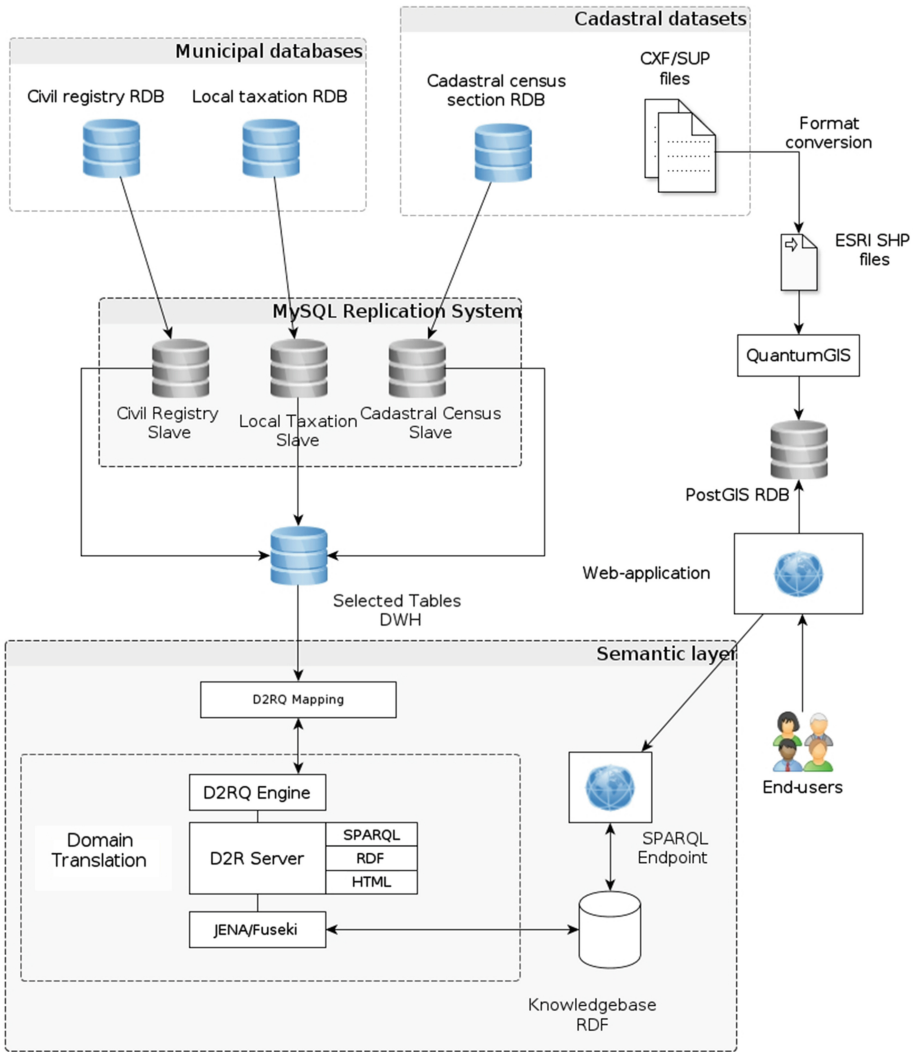 Municipal databases
Civil registry RDB
Local taxation RDB
Cadastral datasets
Cadastral census
section RDB
CXF/SUP
files
Format
conversion
ESRI SHP
files
QuantumGIS
PostGIS RDB
MySQL Replication System
Civil Registry
Slave
Local Taxation
Slave
Cadastral Census
Slave
Selected Tables
DWH
Web-application
End-users
Semantic layer
D2RQ Mapping
Domain
Translation
D2RQ Engine
D2R Server
SPARQL
RDF
HTML
JENA/Fuseki
SPARQL
Endpoint
Knowledgebase
RDF